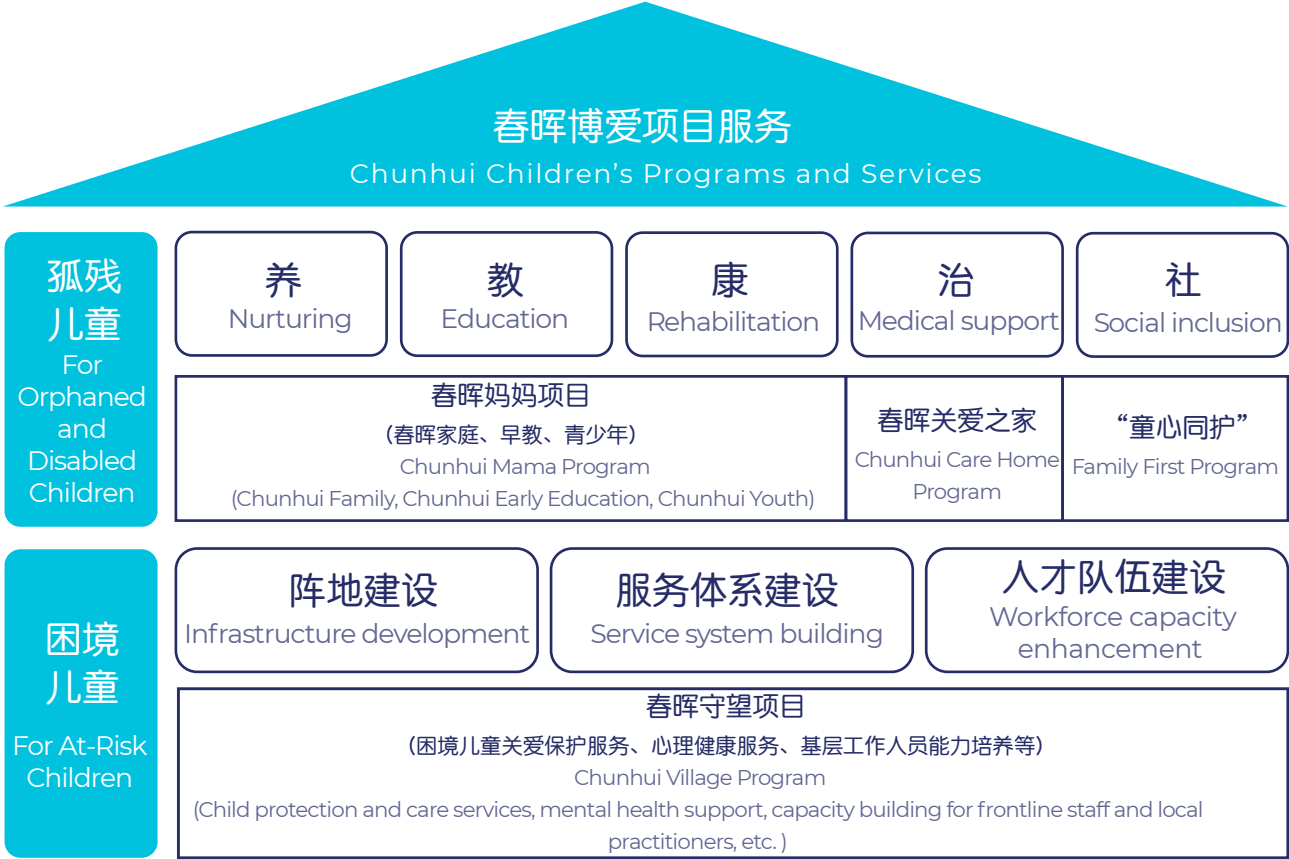 春晖博爱项目服务
Chunhui Children’s Programs and Services
孤残
儿童
For
Orphaned
and
Disabled
Children
养
Nurturing
教
Education
康
Rehabilitation
治
Medical support
社
Social inclusion
春晖妈妈项目
（春晖家庭、早教、青少年）
Chunhui Mama Program
(Chunhui Family, Chunhui Early Education, Chunhui Youth)
春晖关爱之家
Chunhui Care Home
Program
“童心同护”
Family First Program
困境
儿童
For At-Risk
Children
阵地建设
Infrastructure development
服务体系建设
Service system building
人才队伍建设
Workforce capacity
enhancement
春晖守望项目
（困境儿童关爱保护服务、心理健康服务、基层工作人员能力培养等）
Chunhui Village Program
(Child protection and care services, mental health support, capacity building for frontline staff and local
practitioners, etc. )